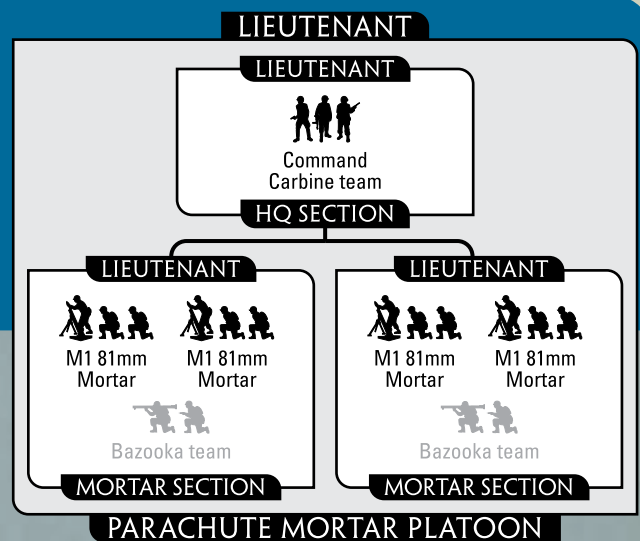 LIEUTENANT
LIEUTENANT
Command
Carbine team
HQ SECTION
LIEUTENANT
M1 81mm
Mortar
M1 81mm
Mortar
Bazooka team
MORTAR SECTION
LIEUTENANT
M1 81mm
Mortar
M1 81mm
Mortar
Bazooka team
MORTAR SECTION
PARACHUTE MORTAR PLATOON